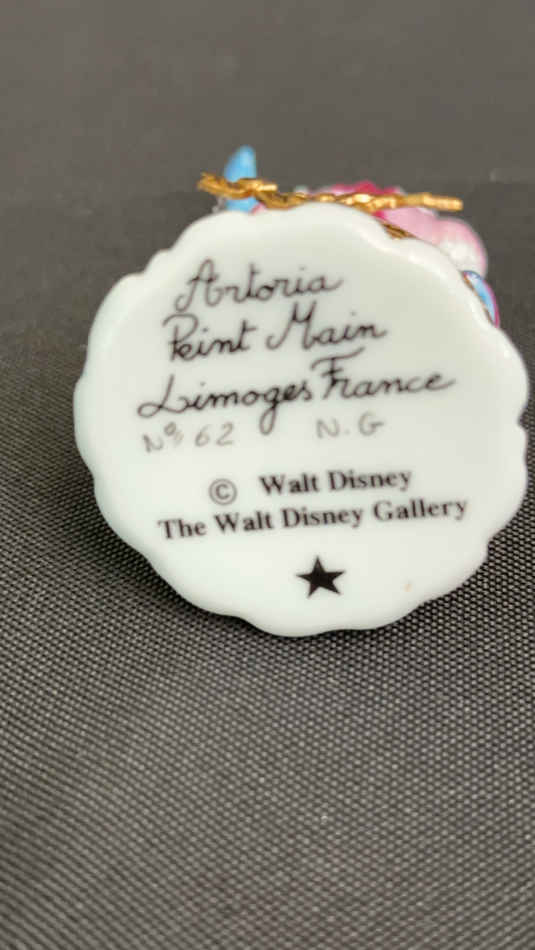 Artoria
Peint Main
Limoges France
Nº 62 N.G
© Walt Disney
The Walt Disney Gallery